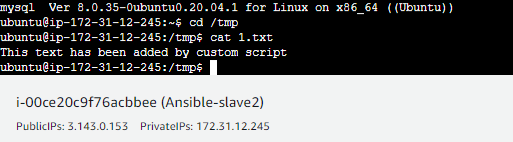 mysql  Ver 8.0.35-0ubuntu0.20.04.1 for Linux on x86_64 ((Ubuntu))
ubuntu@ip-172-31-12-245:~$ cd /tmp
ubuntu@ip-172-31-12-245:/tmp$ cat 1.txt
This text has been added by custom script
ubuntu@ip-172-31-12-245:/tmp$
i-00ce20c9f76acbbee (Ansible-slave2)
PublicIPs: 3.143.0.153   PrivateIPs: 172.31.12.245